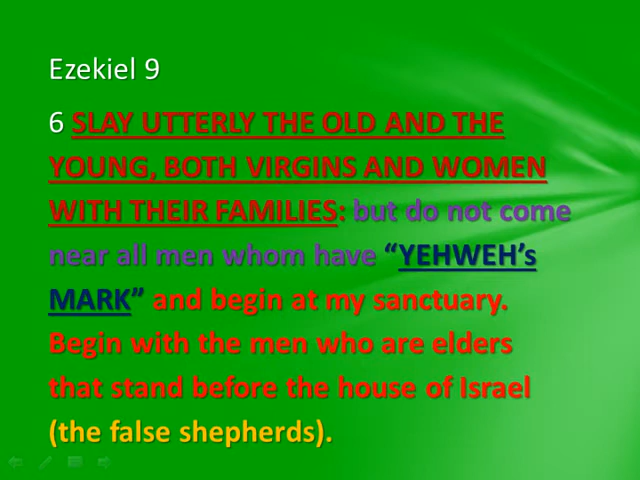 Ezekiel 9
6 SLAY UTTERLY THE OLD AND THE
YOUNG, BOTH VIRGINS AND WOMEN
WITH THEIR FAMILIES: but do not come
near all men whom have “YEHWEH’s
MARK” and begin at my sanctuary.
Begin with the men who are elders
that stand before the house of Israel
(the false shepherds).